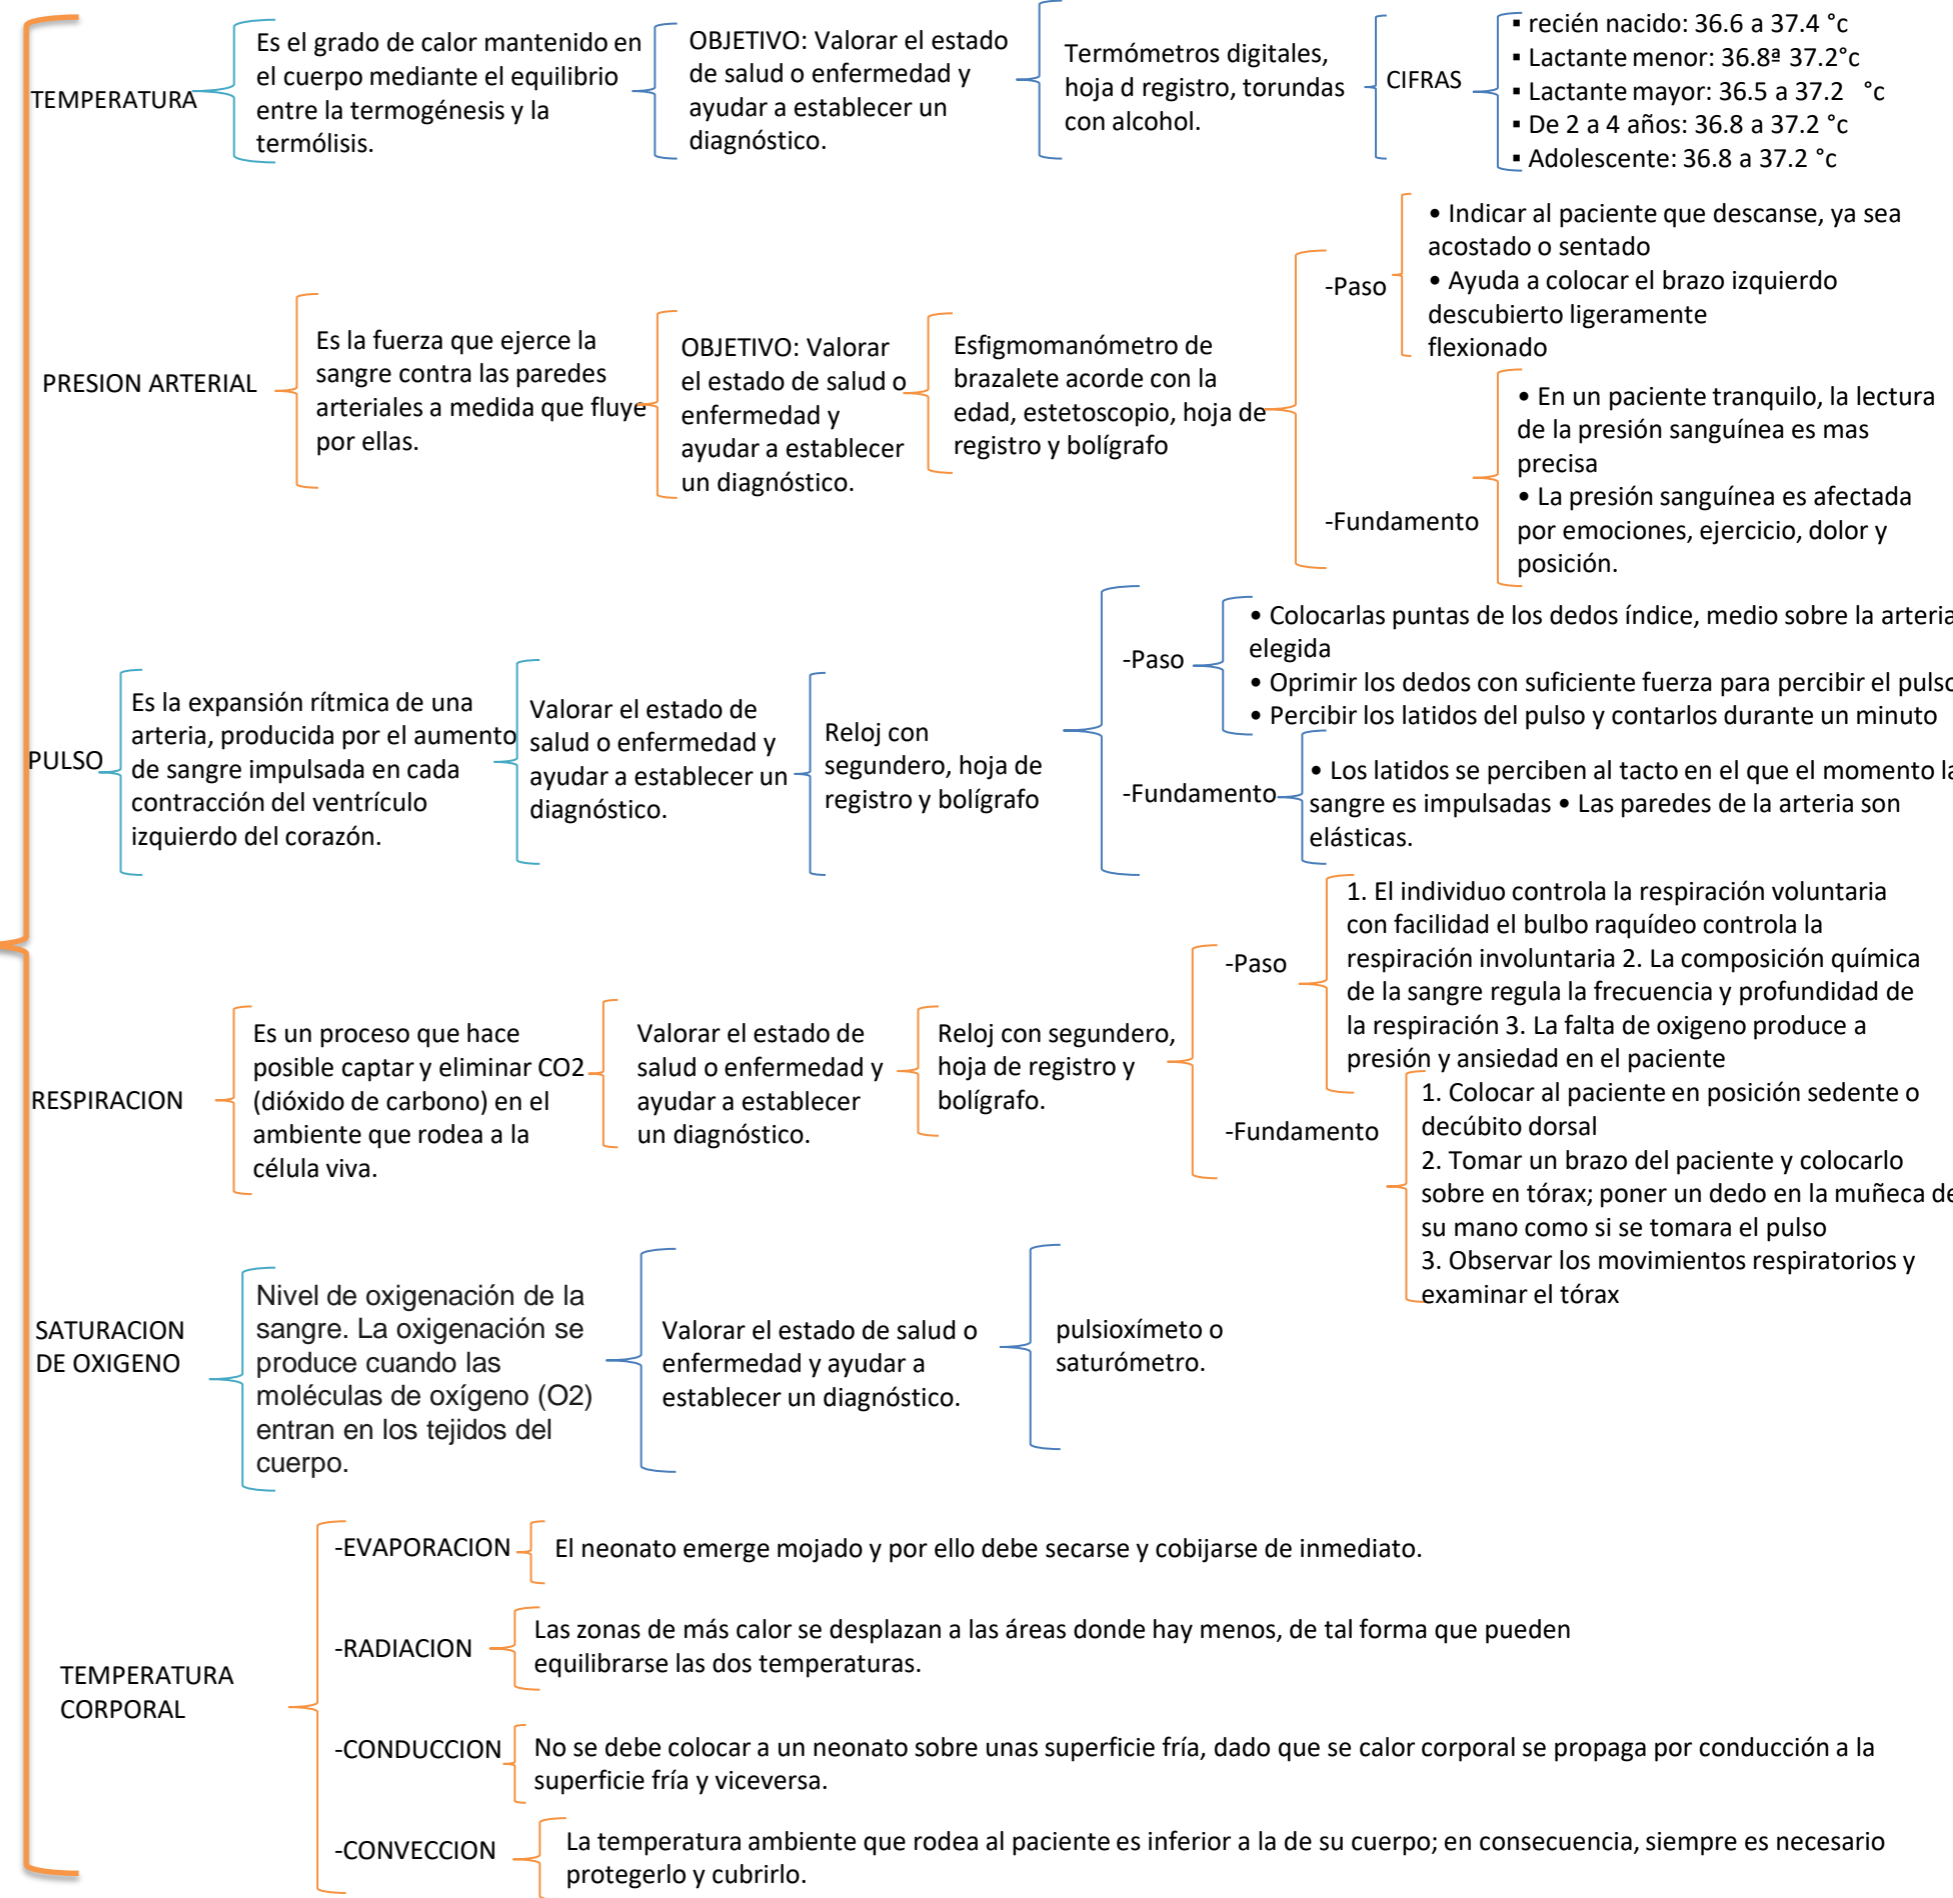 TEMPERATURA
Es el grado de calor mantenido en
el cuerpo mediante el equilibrio
entre la termogénesis y la
termólisis.
OBJETIVO: Valorar el estado
de salud o enfermedad y
ayudar a establecer un
diagnóstico.
Termómetros digitales,
hoja d registro, torundas
con alcohol.
CIFRAS
▪ recién nacido: 36.6 a 37.4 °c
▪ Lactante menor: 36.8ª 37.2°c
▪ Lactante mayor: 36.5 a 37.2 °c
▪ De 2 a 4 años: 36.8 a 37.2 °c
▪ Adolescente: 36.8 a 37.2 °c
PRESION ARTERIAL
Es la fuerza que ejerce la
sangre contra las paredes
arteriales a medida que fluye
por ellas.
OBJETIVO: Valorar
el estado de salud o
enfermedad y
ayudar a establecer
un diagnóstico.
Esfigmomanómetro de
brazalete acorde con la
edad, estetoscopio, hoja de
registro y bolígrafo
-Paso
• Indicar al paciente que descanse, ya sea
acostado o sentado
• Ayuda a colocar el brazo izquierdo
descubierto ligeramente
flexionado
-Fundamento
• En un paciente tranquilo, la lectura
de la presión sanguínea es mas
precisa
• La presión sanguínea es afectada
por emociones, ejercicio, dolor y
posición.
PULSO
Es la expansión rítmica de una
arteria, producida por el aumento
de sangre impulsada en cada
contracción del ventrículo
izquierdo del corazón.
Valorar el estado de
salud o enfermedad y
ayudar a establecer un
diagnóstico.
Reloj con
segundero, hoja de
registro y bolígrafo
-Paso
• Colocarlas puntas de los dedos índice, medio sobre la arteria
elegida
• Oprimir los dedos con suficiente fuerza para percibir el pulso
• Percibir los latidos del pulso y contarlos durante un minuto
-Fundamento
• Los latidos se perciben al tacto en el que el momento la
sangre es impulsadas • Las paredes de la arteria son
elásticas.
RESPIRACION
Es un proceso que hace
posible captar y eliminar CO2
(dióxido de carbono) en el
ambiente que rodea a la
célula viva.
Valorar el estado de
salud o enfermedad y
ayudar a establecer
un diagnóstico.
Reloj con segundero,
hoja de registro y
bolígrafo.
-Paso
1. El individuo controla la respiración voluntaria
con facilidad el bulbo raquídeo controla la
respiración involuntaria 2. La composición química
de la sangre regula la frecuencia y profundidad de
la respiración 3. La falta de oxigeno produce a
presión y ansiedad en el paciente
-Fundamento
1. Colocar al paciente en posición sedente o
decúbito dorsal
2. Tomar un brazo del paciente y colocarlo
sobre en tórax; poner un dedo en la muñeca de
su mano como si se tomara el pulso
3. Observar los movimientos respiratorios y
examinar el tórax
SATURACION
DE OXIGENO
Nivel de oxigenación de la
sangre. La oxigenación se
produce cuando las
moléculas de oxígeno (O2)
entran en los tejidos del
cuerpo.
Valorar el estado de salud o
enfermedad y ayudar a
establecer un diagnóstico.
pulsioxímeto o
saturómetro.
TEMPERATURA
CORPORAL
-EVAPORACION
El neonato emerge mojado y por ello debe secarse y cobijarse de inmediato.
-RADIACION
Las zonas de más calor se desplazan a las áreas donde hay menos, de tal forma que pueden
equilibrarse las dos temperaturas.
-CONDUCCION
No se debe colocar a un neonato sobre unas superficie fría, dado que se calor corporal se propaga por conducción a la
superficie fría y viceversa.
-CONVECCION
La temperatura ambiente que rodea al paciente es inferior a la de su cuerpo; en consecuencia, siempre es necesario
protegerlo y cubrirlo.